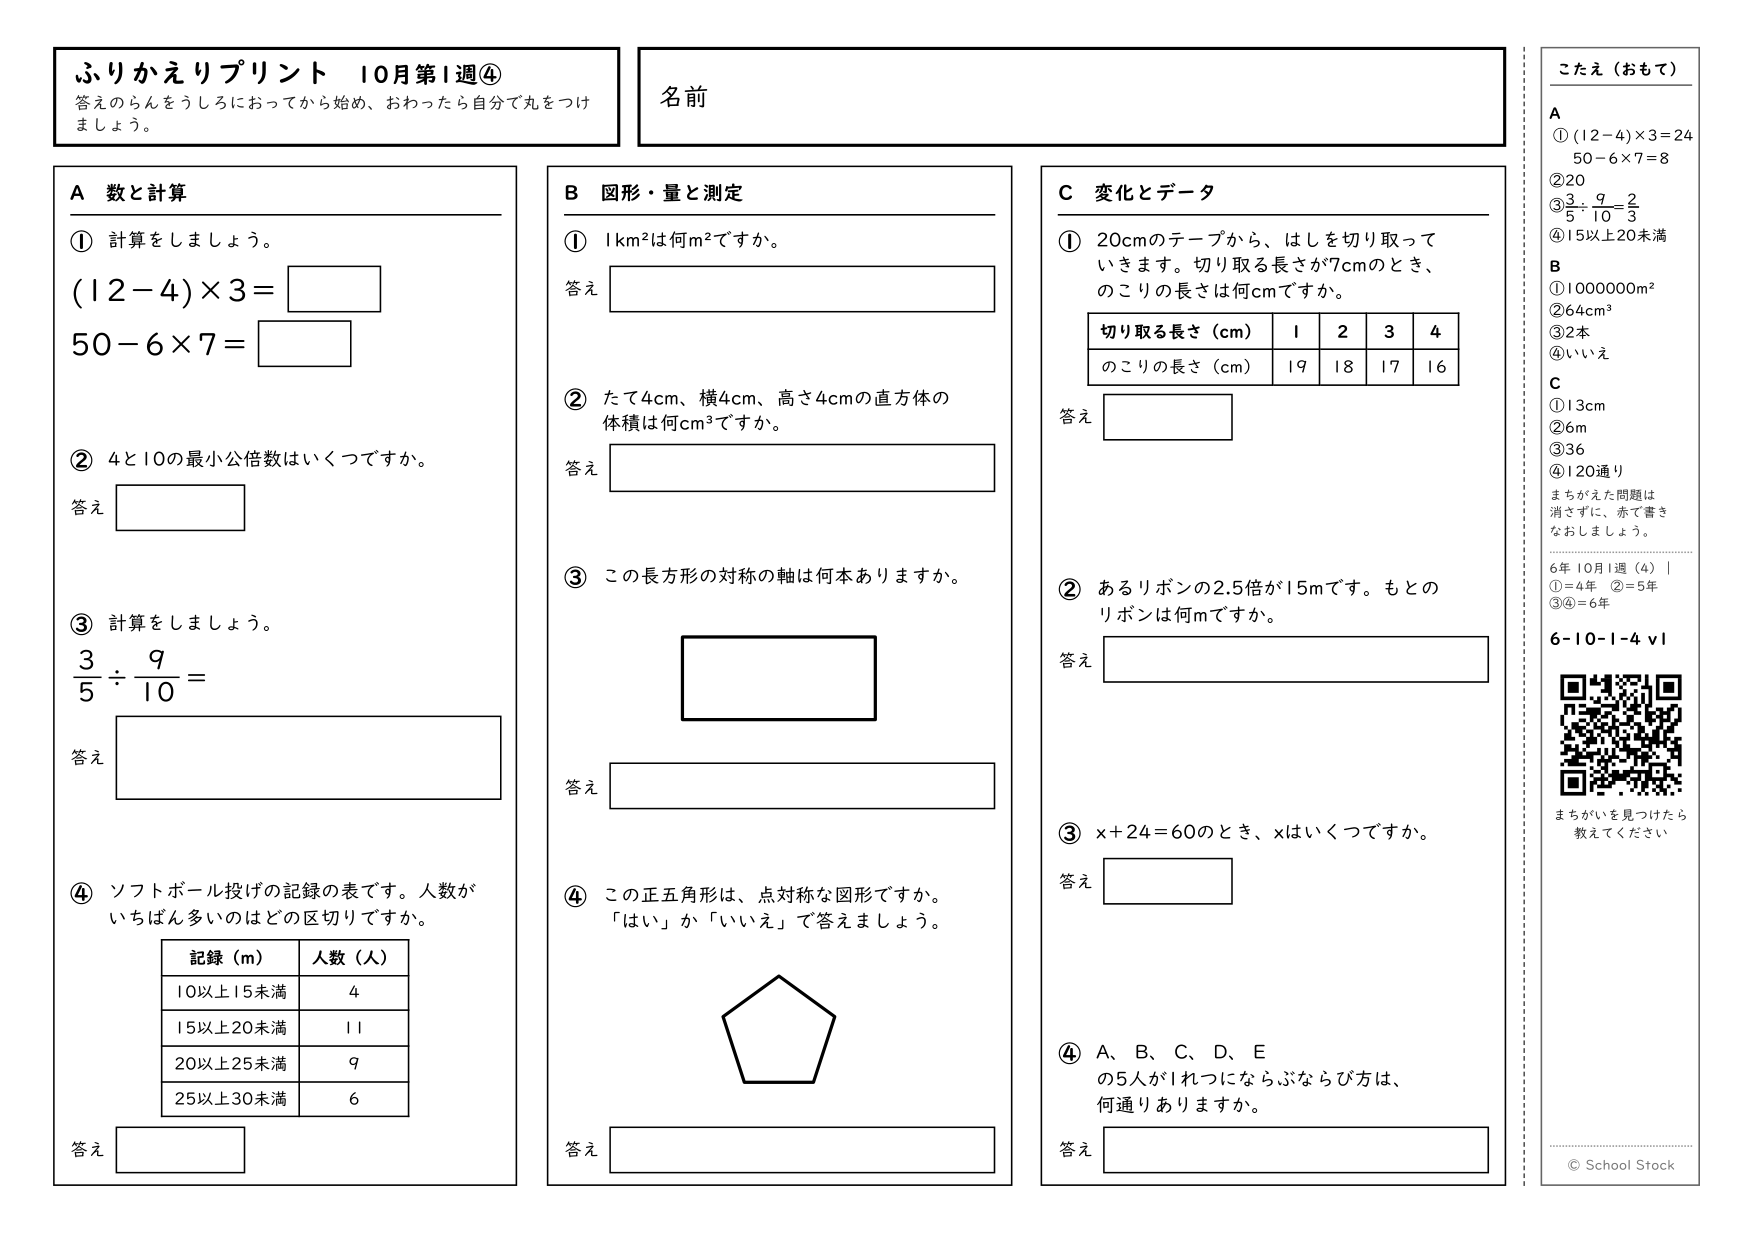 ふりかえりプリント　10月第1週④
答えのらんをうしろにおってから始め、おわったら自分で丸をつけ
ましょう。
名前
A　数と計算
① 計算をしましょう。
(12－4)×3＝
50－6×7＝
② 4と10の最小公倍数はいくつですか。
答え
③ 計算をしましょう。
3/5 ÷ 9/10 ＝
答え
④ ソフトボール投げの記録の表です。人数が
いちばん多いのはどの区切りですか。
記録（m） 人数（人）
10以上15未満 4
15以上20未満 11
20以上25未満 9
25以上30未満 6
答え
B　図形・量と測定
① 1km²は何m²ですか。
答え
② たて4cm、横4cm、高さ4cmの直方体の
体積は何cm³ですか。
答え
③ この長方形の対称の軸は何本ありますか。
答え
④ この正五角形は、点対称な図形ですか。
「はい」か「いいえ」で答えましょう。
答え
C　変化とデータ
① 20cmのテープから、はしを切り取って
いきます。切り取る長さが7cmのとき、
のこりの長さは何cmですか。
切り取る長さ（cm） 1 2 3 4
のこりの長さ（cm） 19 18 17 16
答え
② あるリボンの2.5倍が15mです。もとの
リボンは何mですか。
答え
③ x＋24＝60のとき、xはいくつですか。
答え
④ A、 B、 C、 D、 E
の5人が1れつにならぶならび方は、
何通りありますか。
答え
こたえ（おもて）
A
①(12－4)×3＝24
50－6×7＝8
②20
③3/5÷9/10=2/3
④15以上20未満
B
①1000000m²
②64cm³
③2本
④いいえ
C
①13cm
②6m
③36
④120通り
まちがえた問題は
消さずに、赤で書き
なおしましょう。
6年 10月1週（4）｜
①＝4年　②＝5年
③④＝6年
6-10-1-4 v1
まちがいを見つけたら
教えてください
© School Stock